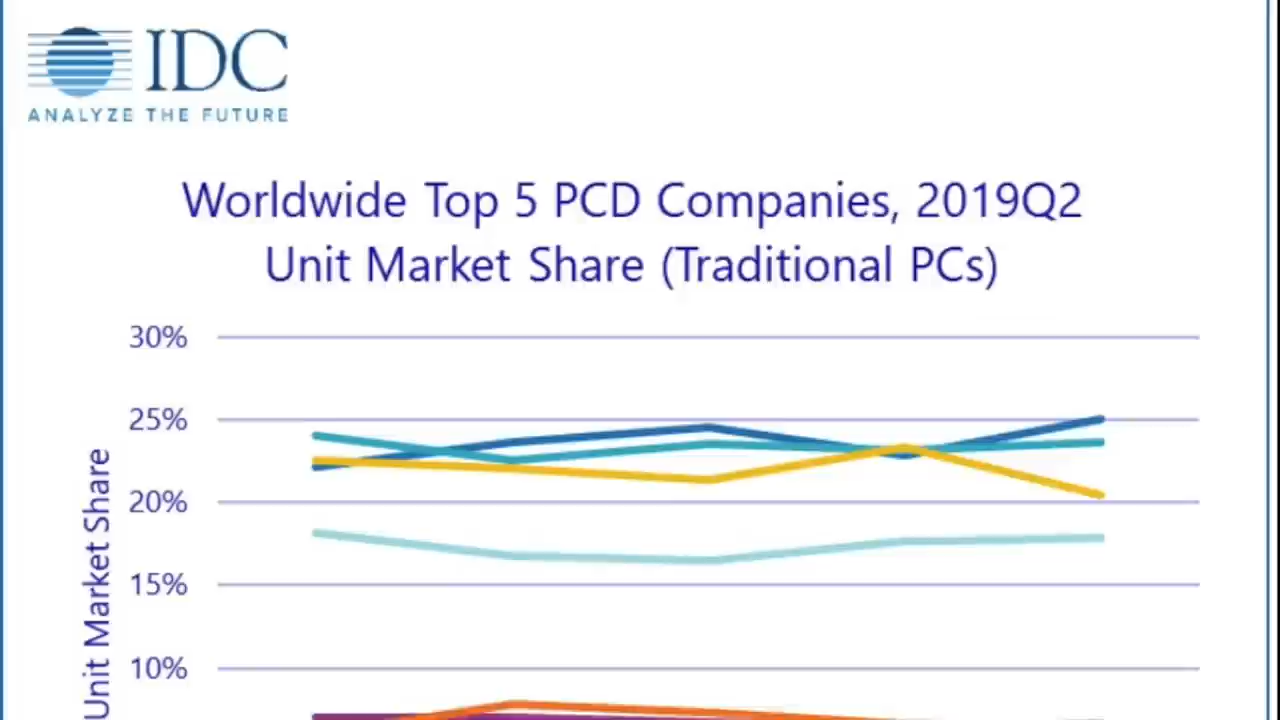 IDC
ANALYZE THE FUTURE
Worldwide Top 5 PCD Companies, 2019Q2
Unit Market Share (Traditional PCs)
30%
25%
20%
15%
10%
Unit Market Share